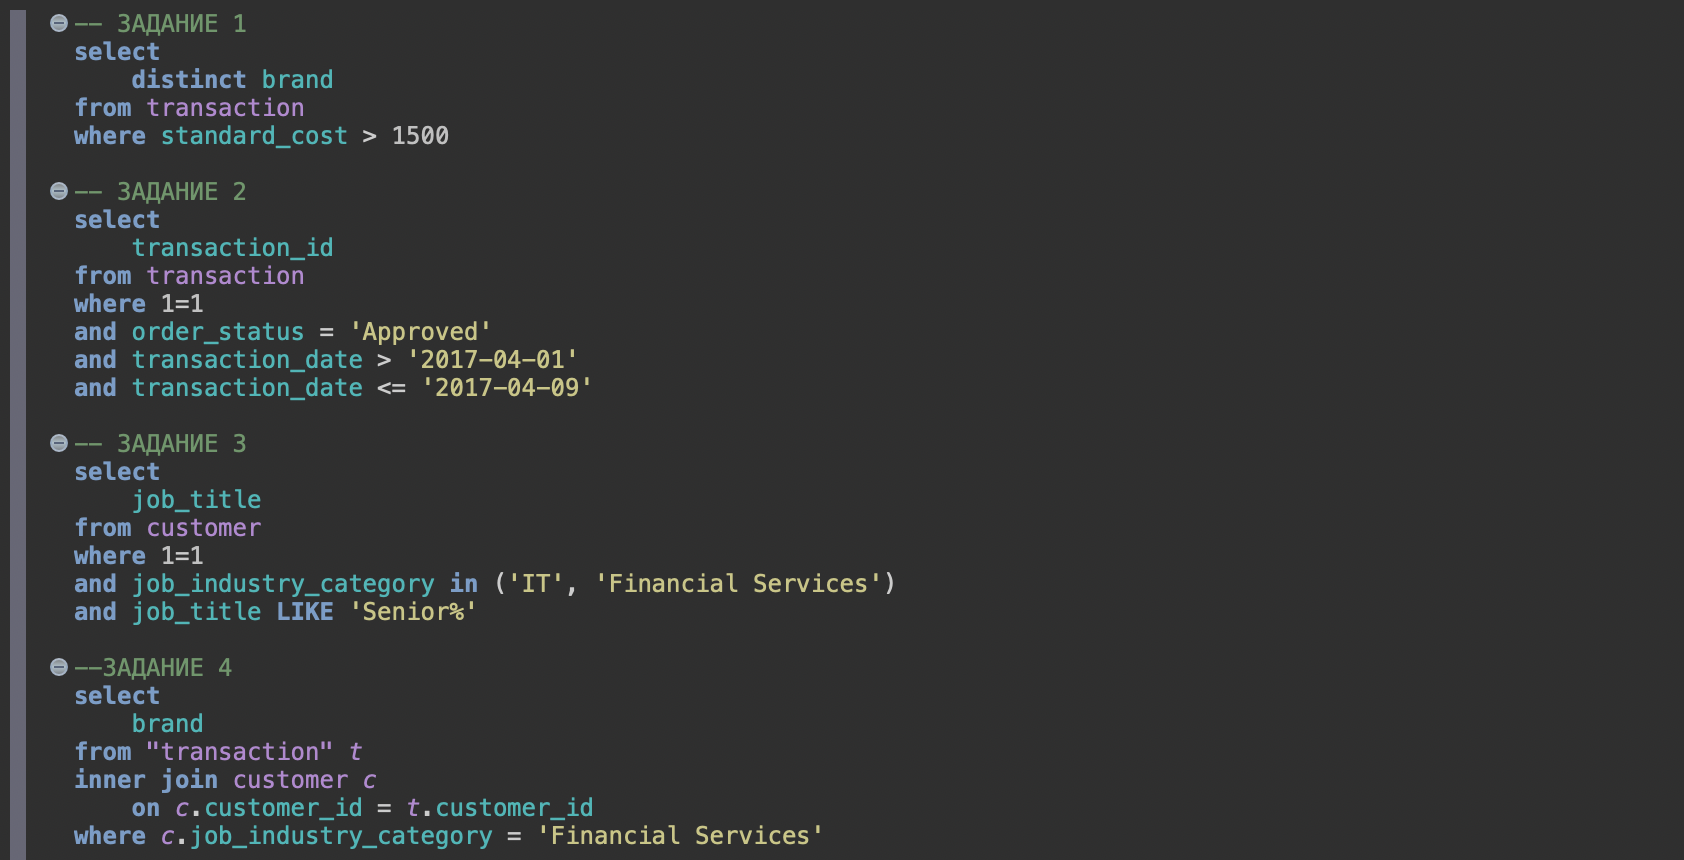 -- ЗАДАНИЕ 1
select
distinct brand
from transaction
where standard_cost > 1500
-- ЗАДАНИЕ 2
select
transaction_id
from transaction
where 1=1
and order_status = 'Approved'
and transaction_date > '2017-04-01'
and transaction_date <= '2017-04-09'
-- ЗАДАНИЕ 3
select
job_title
from customer
where 1=1
and job_industry_category in ('IT', 'Financial Services')
and job_title LIKE 'Senior%'
--ЗАДАНИЕ 4
select
brand
from "transaction" t
inner join customer c
on c.customer_id = t.customer_id
where c.job_industry_category = 'Financial Services'